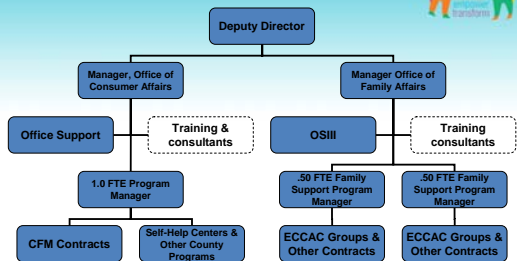 empower
transform
Deputy Director
Manager, Office of
Consumer Affairs
Manager Office of
Family Affairs
Office Support
Training &
consultants
OSIII
Training
consultants
1.0 FTE Program
Manager
.50 FTE Family
Support Program
Manager
.50 FTE Family
Support Program
Manager
CFM Contracts
Self-Help Centers &
Other County
Programs
ECCAC Groups &
Other Contracts
ECCAC Groups &
Other Contracts